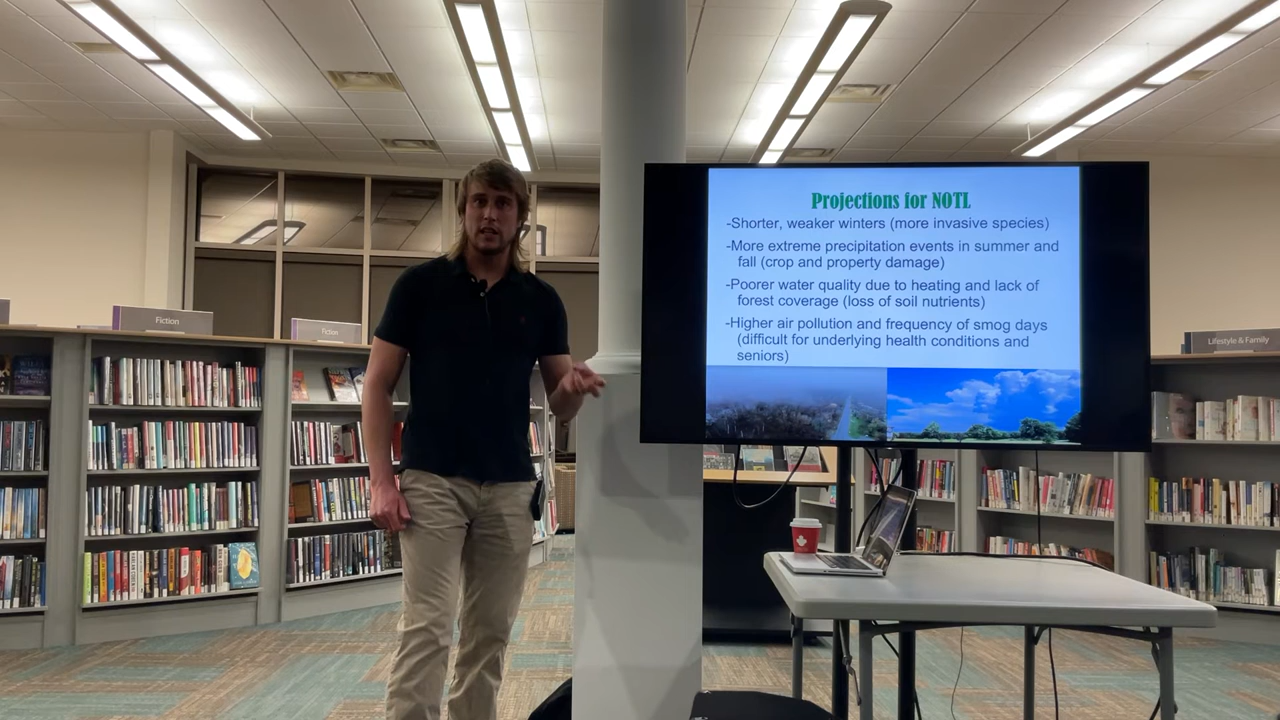 Projections for NOTL
-Shorter, weaker winters (more invasive species)
-More extreme precipitation events in summer and
fall (crop and property damage)
-Poorer water quality due to heating and lack of
forest coverage (loss of soil nutrients)
-Higher air pollution and frequency of smog days
(difficult for underlying health conditions and
seniors)
Fiction
Fiction
Lifestyle & Family